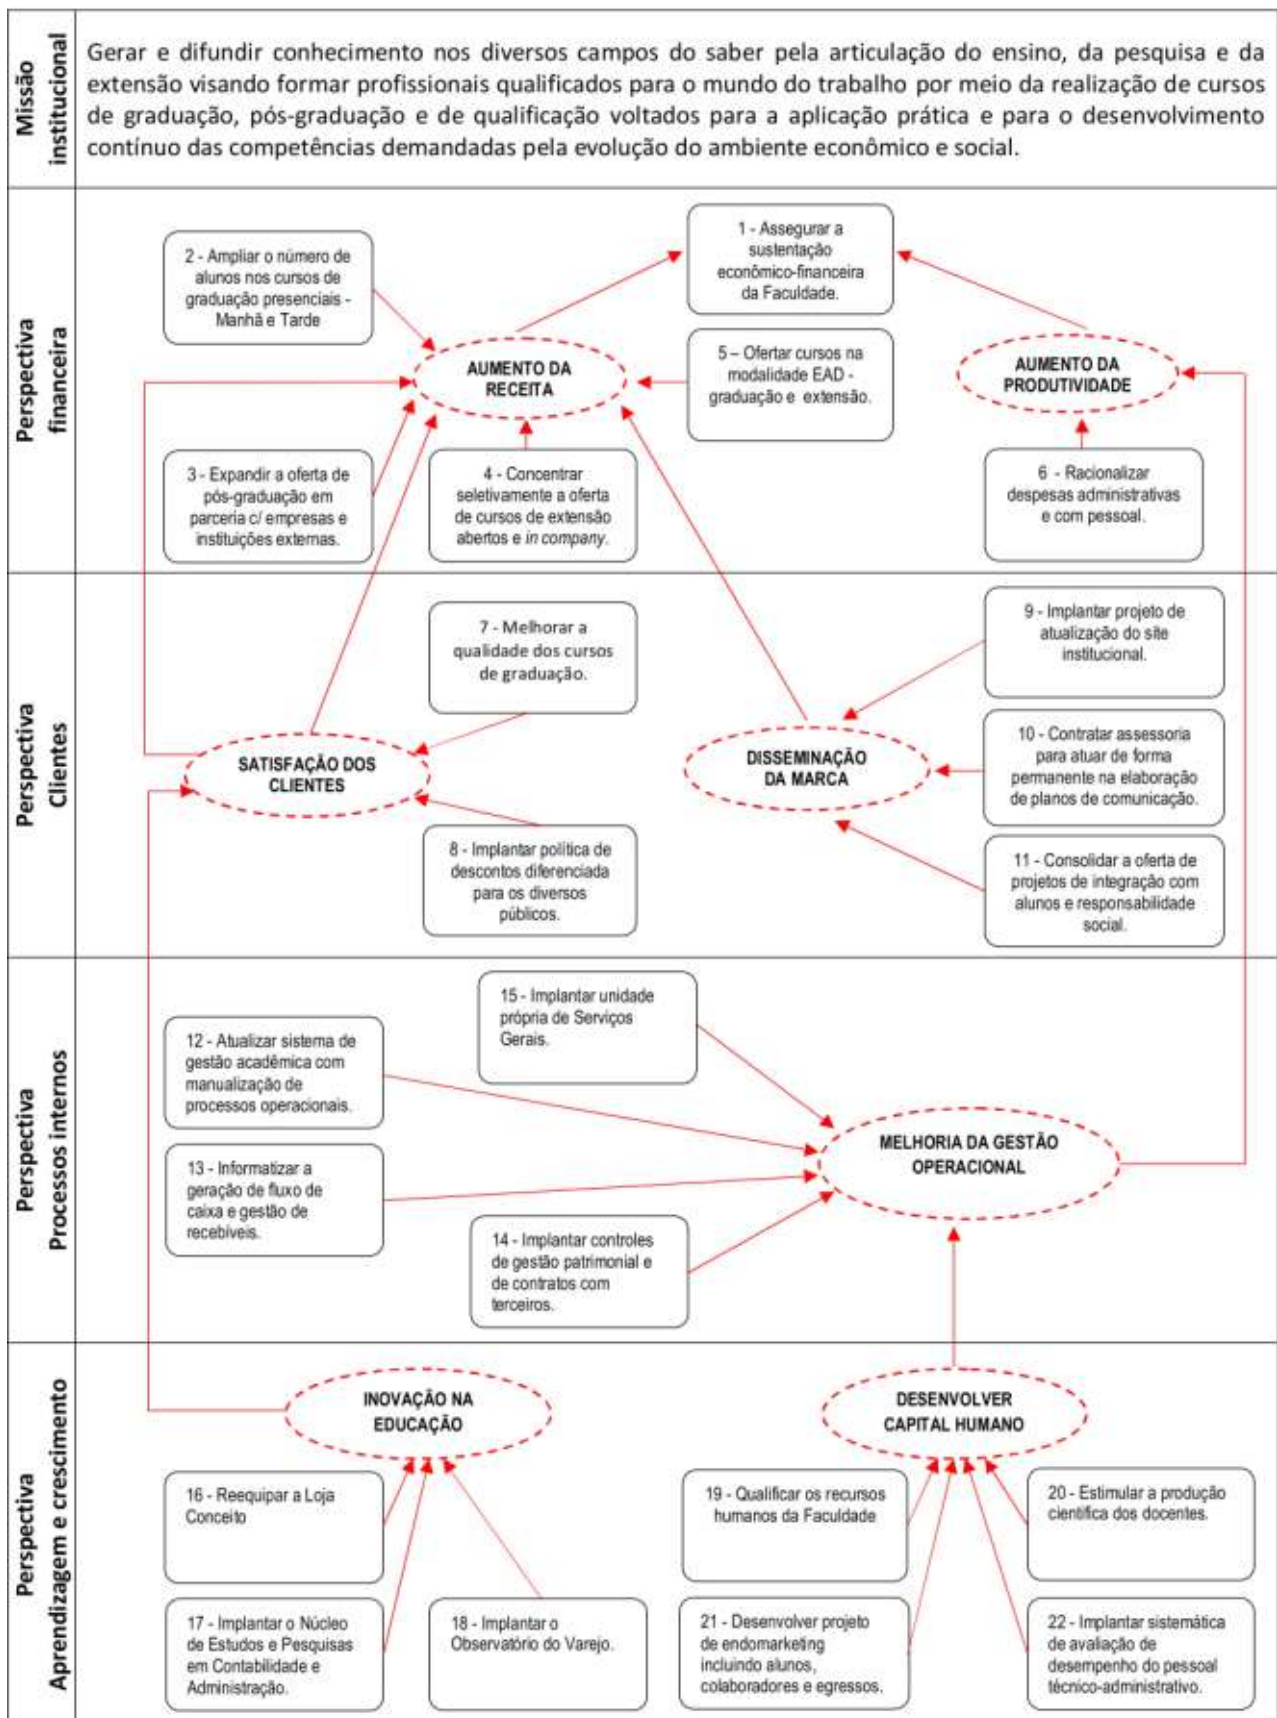 Missão
institucional
Gerar e difundir conhecimento nos diversos campos do saber pela articulação do ensino, da pesquisa e da
extensão visando formar profissionais qualificados para o mundo do trabalho por meio da realização de cursos
de graduação, pós-graduação e de qualificação voltados para a aplicação prática e para o desenvolvimento
contínuo das competências demandadas pela evolução do ambiente econômico e social.
Perspectiva
financeira
2 - Ampliar o número de
alunos nos cursos de
graduação presenciais -
Manhã e Tarde
1 - Assegurar a
sustentação
econômico-financeira
da Faculdade.
AUMENTO DA
RECEITA
5 – Ofertar cursos na
modalidade EAD -
graduação e extensão.
AUMENTO DA
PRODUTIVIDADE
3 - Expandir a oferta de
pós-graduação em
parceria c/ empresas e
instituições externas.
4 - Concentrar
seletivamente a oferta
de cursos de extensão
abertos e in company.
6 - Racionalizar
despesas administrativas
e com pessoal.
Perspectiva
Clientes
7 - Melhorar a
qualidade dos cursos
de graduação.
9 - Implantar projeto de
atualização do site
institucional.
SATISFAÇÃO DOS
CLIENTES
DISSEMINAÇÃO
DA MARCA
10 - Contratar assessoria
para atuar de forma
permanente na elaboração
de planos de comunicação.
8 - Implantar política de
descontos diferenciada
para os diversos
públicos.
11 - Consolidar a oferta de
projetos de integração com
alunos e responsabilidade
social.
Perspectiva
Processos internos
15 - Implantar unidade
própria de Serviços
Gerais.
12 - Atualizar sistema de
gestão acadêmica com
manualização de
processos operacionais.
MELHORIA DA GESTÃO
OPERACIONAL
13 - Informatizar a
geração de fluxo de
caixa e gestão de
recebíveis.
14 - Implantar controles
de gestão patrimonial e
de contratos com
terceiros.
Perspectiva
Aprendizagem e crescimento
INOVAÇÃO NA
EDUCAÇÃO
DESENVOLVER
CAPITAL HUMANO
16 - Reequipar a Loja
Conceito
19 - Qualificar os recursos
humanos da Faculdade
20 - Estimular a produção
científica dos docentes.
17 - Implantar o Núcleo
de Estudos e Pesquisas
em Contabilidade e
Administração.
18 - Implantar o
Observatório do Varejo.
21 - Desenvolver projeto
de endomarketing
incluindo alunos,
colaboradores e egressos.
22 - Implantar sistemática
de avaliação de
desempenho do pessoal
técnico-administrativo.